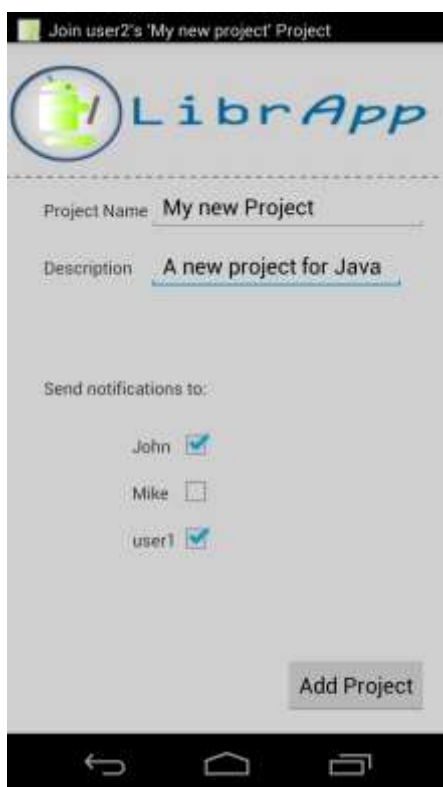 Join user2's 'My new project' Project
LibrApp
Project Name My new Project
Description A new project for Java
Send notifications to:
John
Mike
user1
Add Project